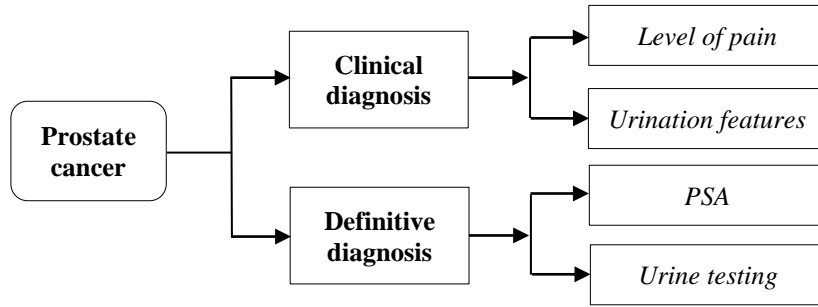 Prostate
cancer
Clinical
diagnosis
Level of pain
Urination features
Definitive
diagnosis
PSA
Urine testing